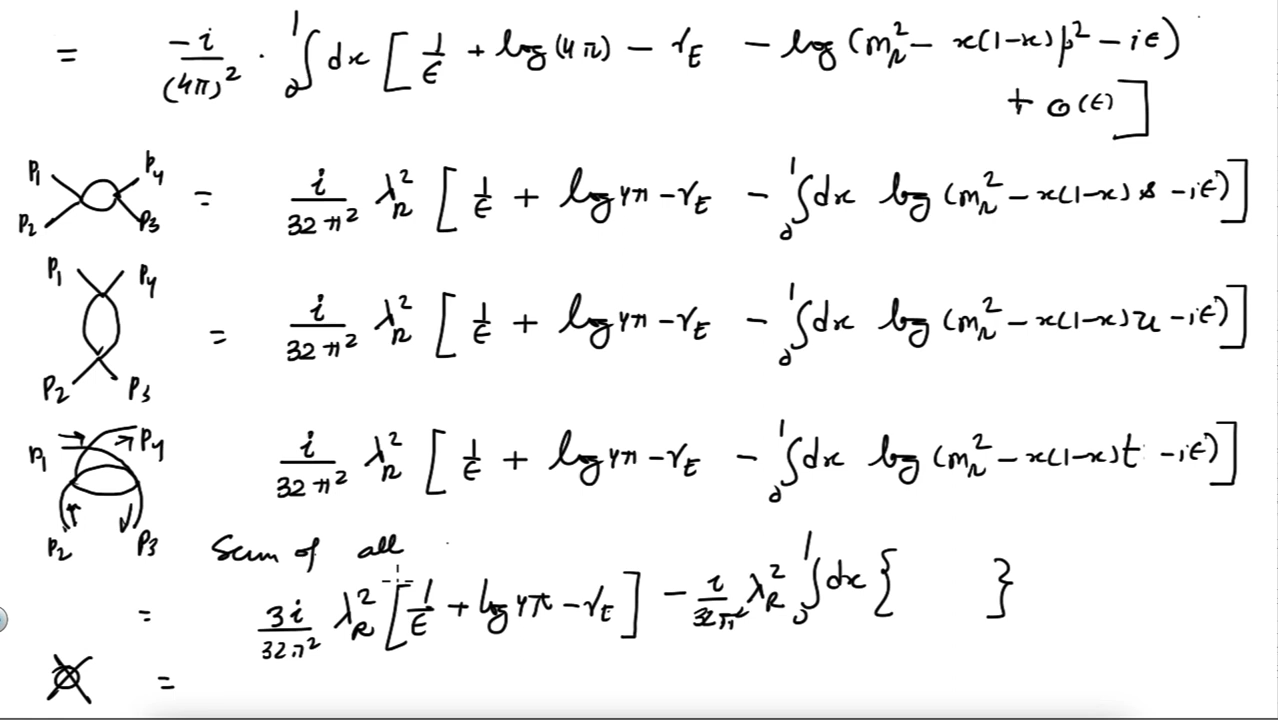 = -i/(4π)² · ∫₀¹ dx [ 1/ε + log(4π) - γ_E - log (m_R² - x(1-x)p² - iϵ)
+ O(ε) ]
P₁ P₂ P₄ P₃ = i/32π² λ_R² [ 1/ε + log 4π - γ_E - ∫₀¹ dx log (m_R² - x(1-x)s - iϵ) ]
P₁ P₄ P₂ P₃ = i/32π² λ_R² [ 1/ε + log 4π - γ_E - ∫₀¹ dx log (m_R² - x(1-x)u - iϵ) ]
P₁ P₄ P₂ P₃ i/32π² λ_R² [ 1/ε + log 4π - γ_E - ∫₀¹ dx log (m_R² - x(1-x)t - iϵ) ]
Sum of all
= 3i/32π² λ_R² [ 1/ε + log 4π - γ_E ] - i/32π² λ_R² ∫₀¹ dx { }
=